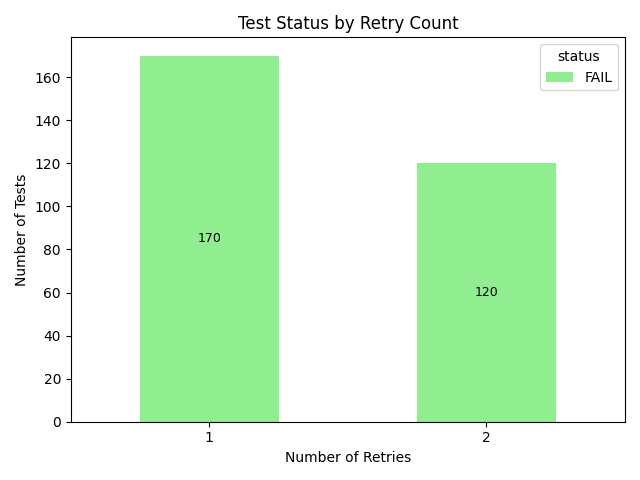 Test Status by Retry Count
status
FAIL
Number of Tests
160
140
120
100
80
60
40
20
0
170
120
1
2
Number of Retries